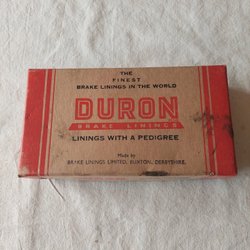 THE
FINEST
BRAKE LININGS IN THE WORLD
DURON
BRAKE LININGS
LININGS WITH A PEDIGREE
Made by
BRAKE LININGS LIMITED, BUXTON, DERBYSHIRE.